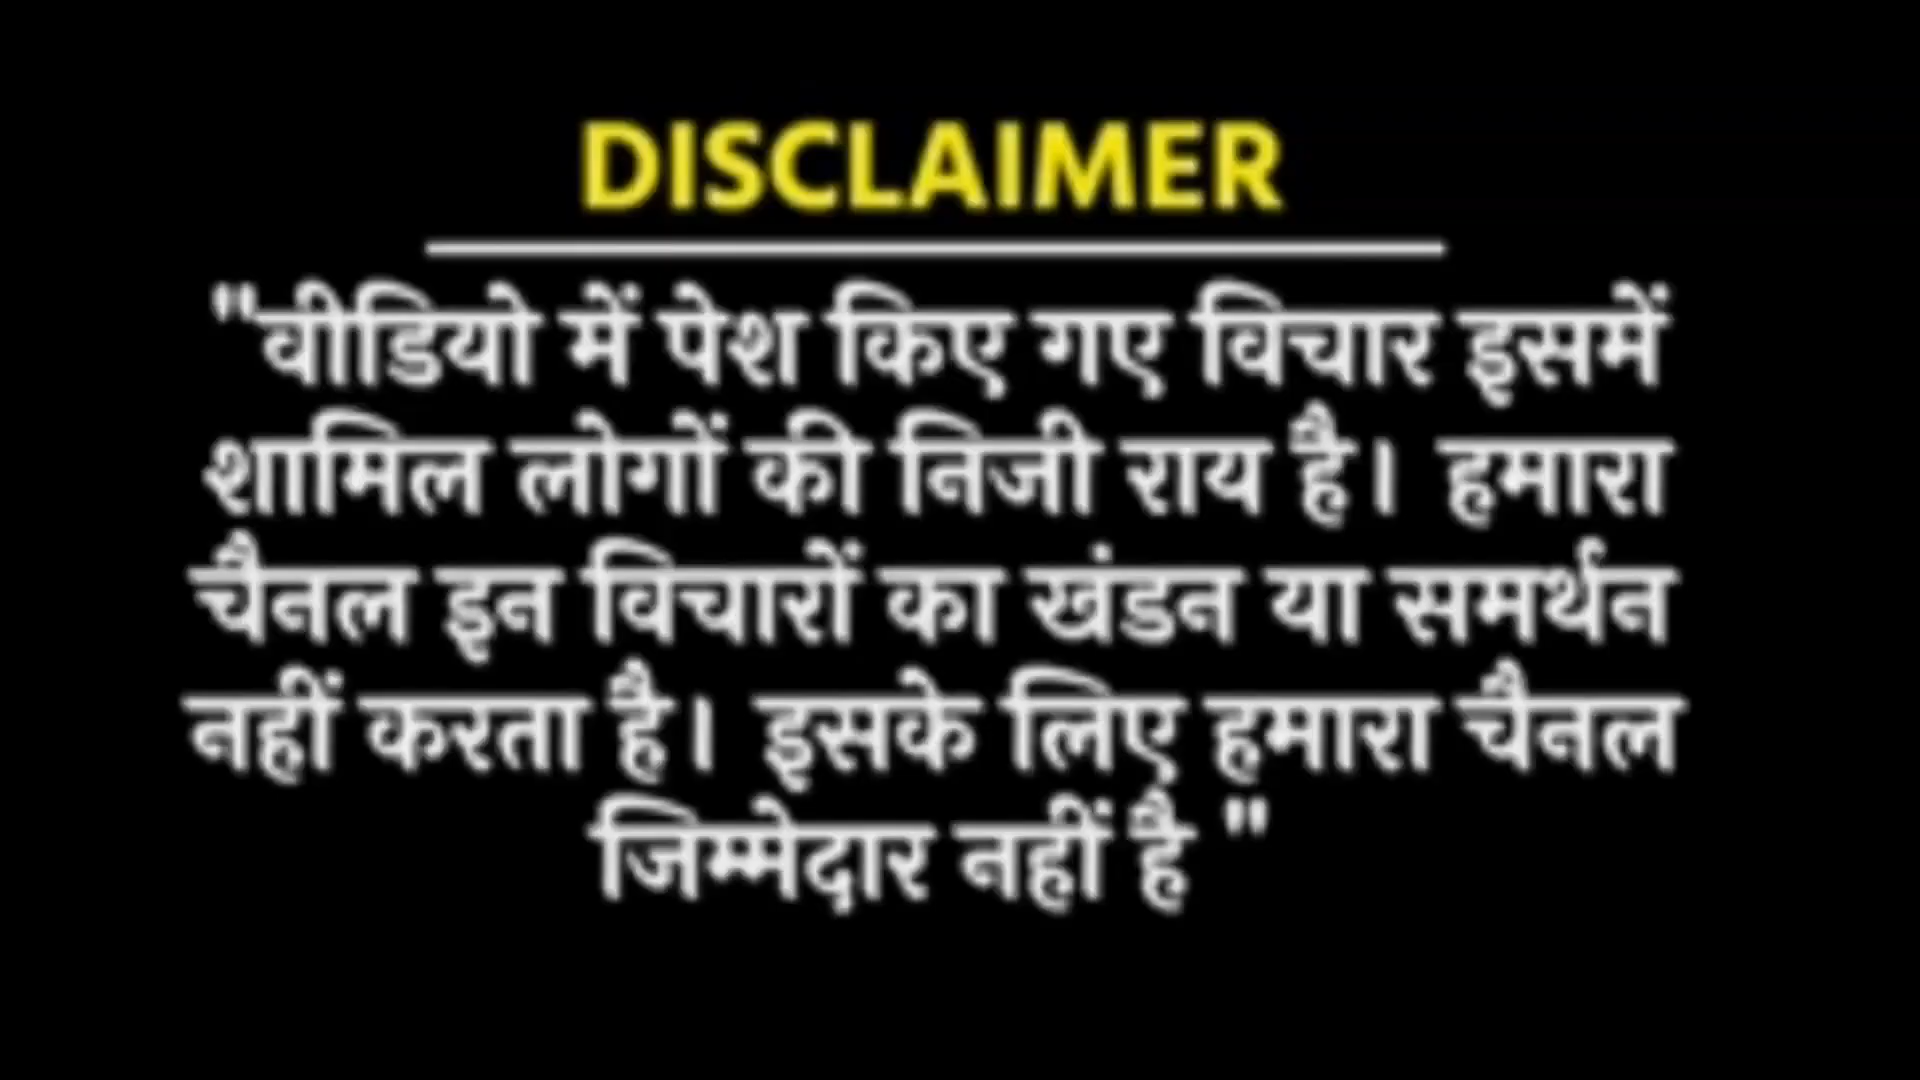 DISCLAIMER
"वीडियो में पेश किए गए विचार इसमें
शामिल लोगों की निजी राय है। हमारा
चैनल इन विचारों का खंडन या समर्थन
नहीं करता है। इसके लिए हमारा चैनल
जिम्मेदार नहीं है "